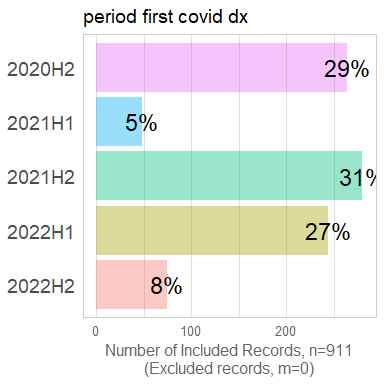 period first covid dx
2020H2
29%
2021H1
5%
2021H2
31%
2022H1
27%
2022H2
8%
0 100 200
Number of Included Records, n=911
(Excluded records, m=0)